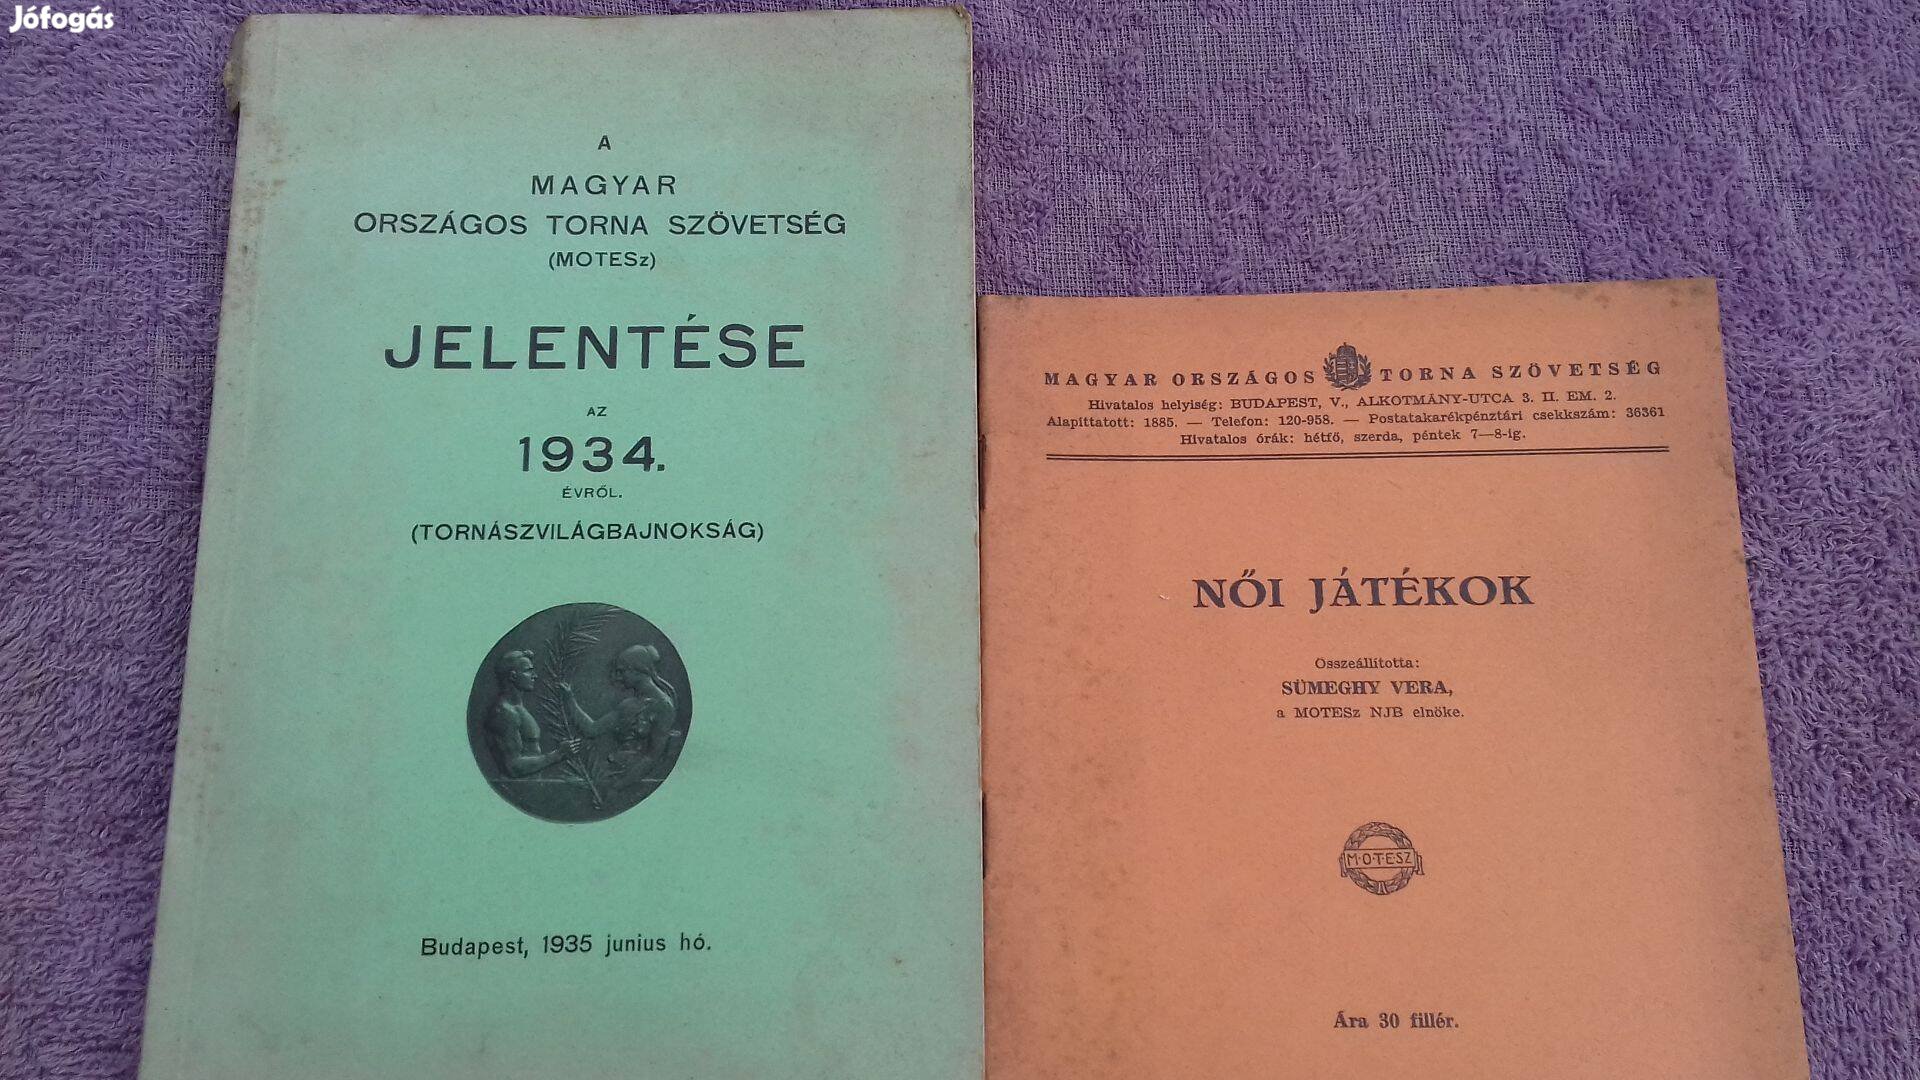 Jófogás
A
MAGYAR
ORSZÁGOS TORNA SZÖVETSÉG
(MOTESz)
JELENTÉSE
AZ
1934.
ÉVRŐL.
(TORNÁSZVILÁGBAJNOKSÁG)
Budapest, 1935 junius hó.
MAGYAR ORSZÁGOS TORNA SZÖVETSÉG
Hivatalos helyiség: BUDAPEST, V., ALKOTMÁNY-UTCA 3. II. EM. 2.
Alapíttatott: 1885. — Telefon: 120-958. — Postatakarékpénztári csekkszám: 36361
Hivatalos órák: hétfő, szerda, péntek 7—8-ig.
NŐI JÁTÉKOK
Összeállította:
SÜMEGHY VERA,
a MOTESz NJB elnöke.
M·O·T·E·SZ
Ára 30 fillér.